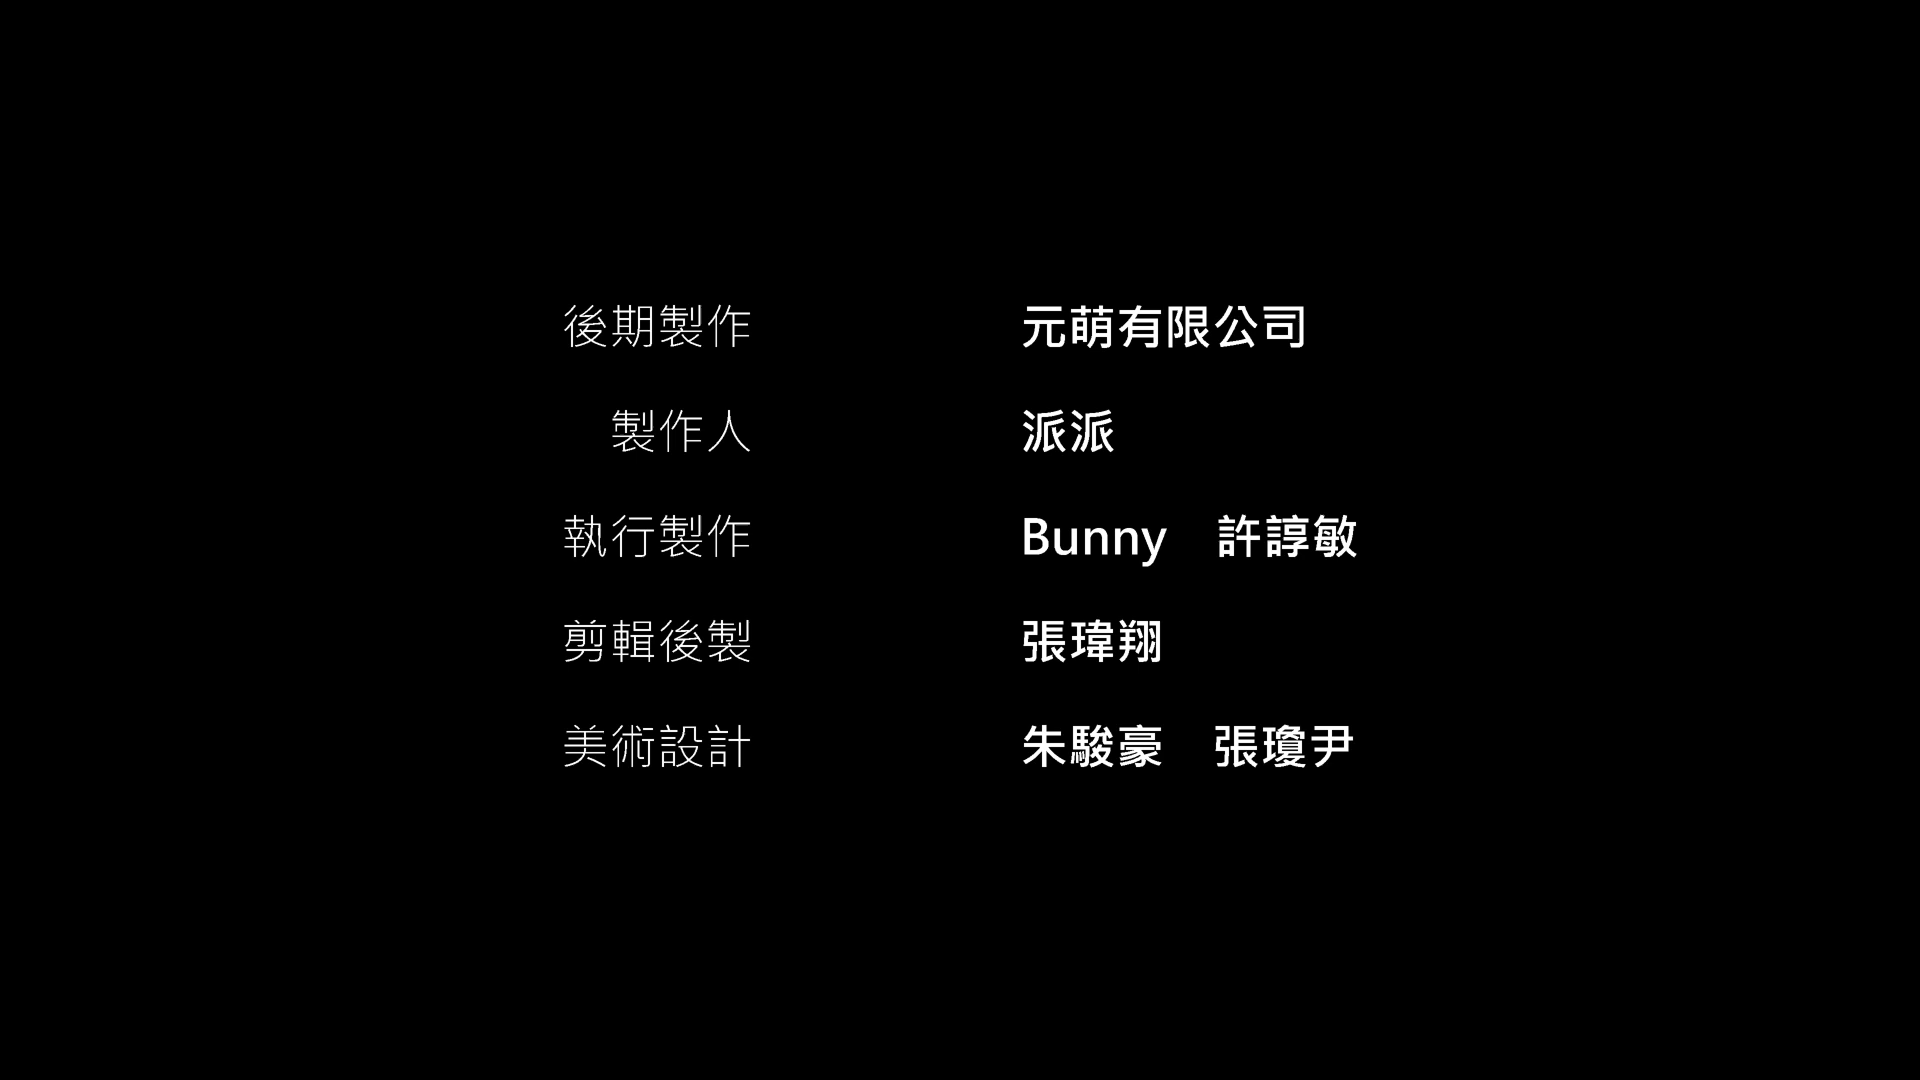 後期製作　元萌有限公司
製作人　派派
執行製作　Bunny　許諄敏
剪輯後製　張瑋翔
美術設計　朱駿豪　張瓊尹